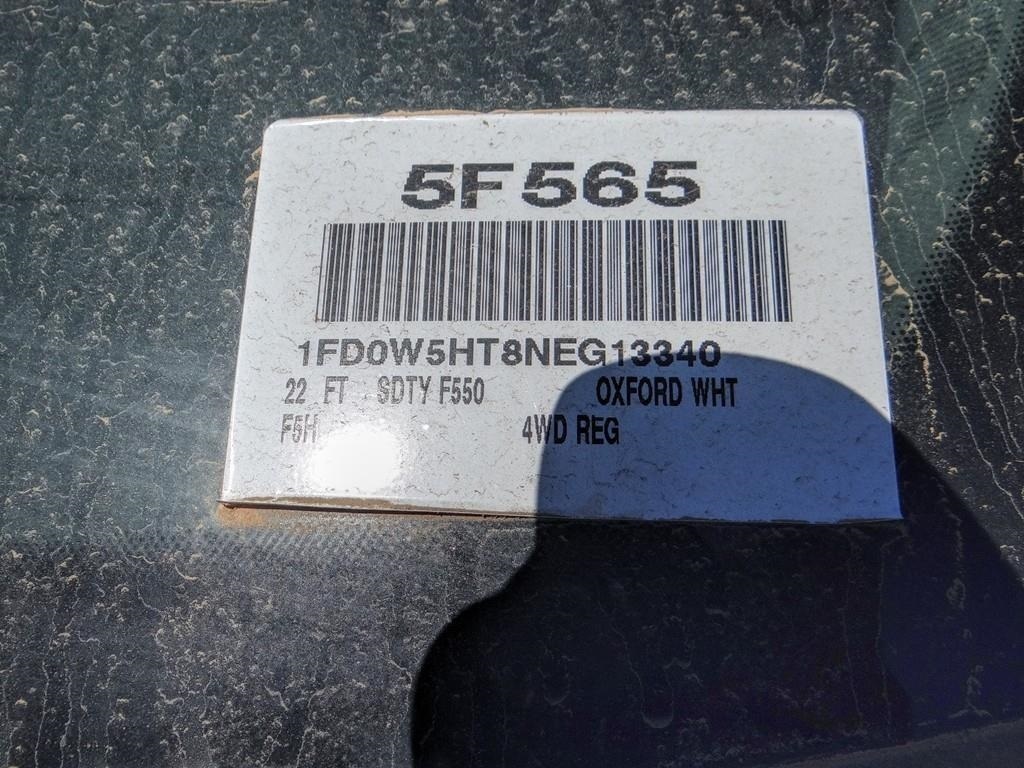 5F565
1FD0W5HT8NEG13340
22 FT SDTY F550 OXFORD WHT
F5H 4WD REG